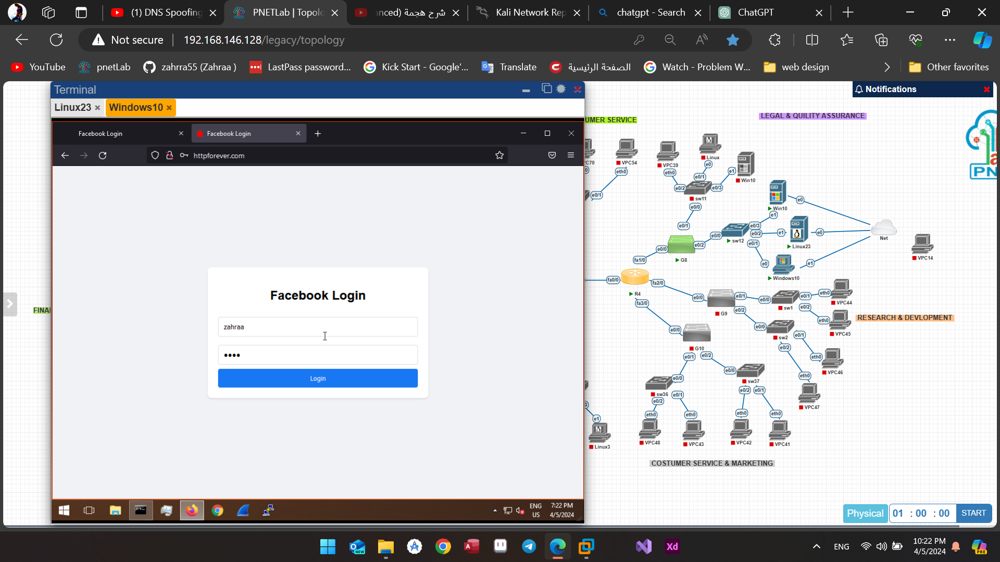 (1) DNS Spoofing
PNETLab | Topolo
شرح هجمة (anced
Kali Network Rep
chatgpt - Search
ChatGPT
Not secure
192.168.146.128/legacy/topology
YouTube
pnetLab
zahrra55 (Zahraa )
LastPass password...
Kick Start - Google'...
Translate
الصفحة الرئيسية
Watch - Problem W...
web design
Other favorites
Terminal
Linux23
Windows10
Facebook Login
Facebook Login
httpforever.com
Facebook Login
zahraa
Login
ENG
US
7:22 PM
4/5/2024
Notifications
UMER SERVICE
LEGAL & QUILITY ASSURANCE
PN
FINA
C70
VPC54
eth0
e0/1
VPC39
eth0
Linux
e0
e0/1
e1
Win10
e0/2
e0/3
sw11
e0/0
e0/1
Win10
e0
e1
e0/3
e0/2
e0/1
e0/0
sw12
e1
e0
Linux23
Net
VPC14
e0/0
e0/2
G8
fa1/0
e0
e1
Windows10
fa0/0
fa2/0
R4
fa3/0
e0/0
e0/1
G9
e0/2
e0/0
sw1
e0/1
e0/2
eth0
VPC44
eth0
VPC45
RESEARCH & DEVLOPMENT
e0/0
sw2
e0/1
e0/2
eth0
VPC46
eth0
VPC47
e0/0
G10
e0/1
e0/2
e0/0
sw37
e0/2
e0/1
e0/0
sw36
e0/2
e0/1
eth0
VPC48
eth0
VPC43
eth0
VPC42
eth0
VPC41
e1
Linux3
COSTUMER SERVICE & MARKETING
Physical
01 : 00 : 00
START
NEW
Xd
ENG
10:22 PM
4/5/2024
PRE